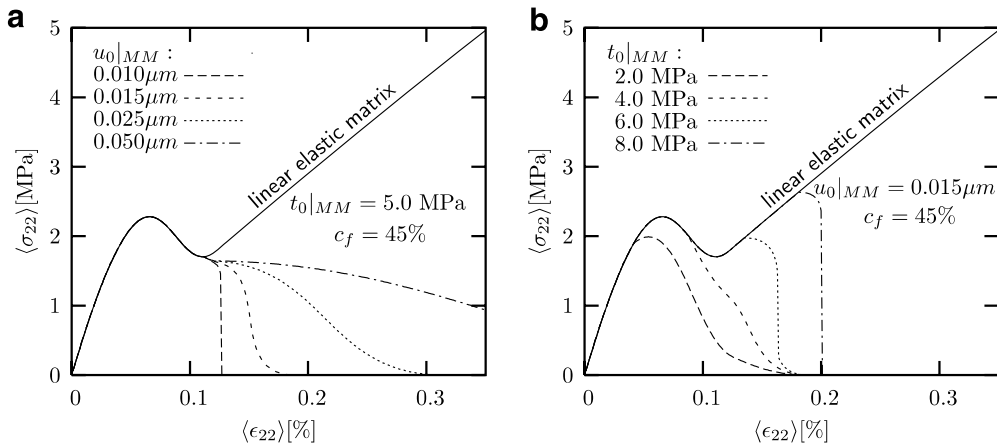 a
u₀|MM :
0.010μm
0.015μm
0.025μm
0.050μm
linear elastic matrix
t₀|MM = 5.0 MPa
c_f = 45%
⟨σ₂₂⟩[MPa]
5
4
3
2
1
0
0
0.1
0.2
0.3
⟨ϵ₂₂⟩[%]
b
t₀|MM :
2.0 MPa
4.0 MPa
6.0 MPa
8.0 MPa
linear elastic matrix
u₀|MM = 0.015μm
c_f = 45%
⟨σ₂₂⟩[MPa]
5
4
3
2
1
0
0
0.1
0.2
0.3
⟨ϵ₂₂⟩[%]